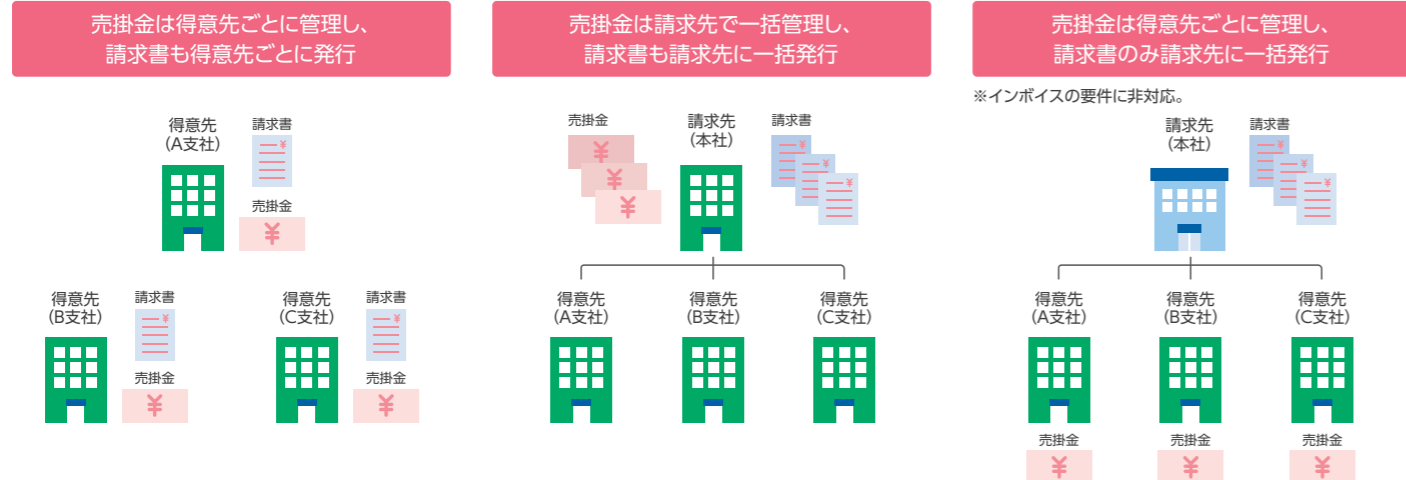 売掛金は得意先ごとに管理し、
請求書も得意先ごとに発行
得意先
(A支社)
請求書
¥
売掛金
¥
得意先
(B支社)
請求書
¥
売掛金
¥
得意先
(C支社)
請求書
¥
売掛金
¥
売掛金は請求先で一括管理し、
請求書も請求先に一括発行
売掛金
¥
¥
¥
請求先
(本社)
請求書
¥
¥
¥
得意先
(A支社)
得意先
(B支社)
得意先
(C支社)
売掛金は得意先ごとに管理し、
請求書のみ請求先に一括発行
※インボイスの要件に非対応。
請求先
(本社)
請求書
¥
¥
¥
得意先
(A支社)
売掛金
¥
得意先
(B支社)
売掛金
¥
得意先
(C支社)
売掛金
¥